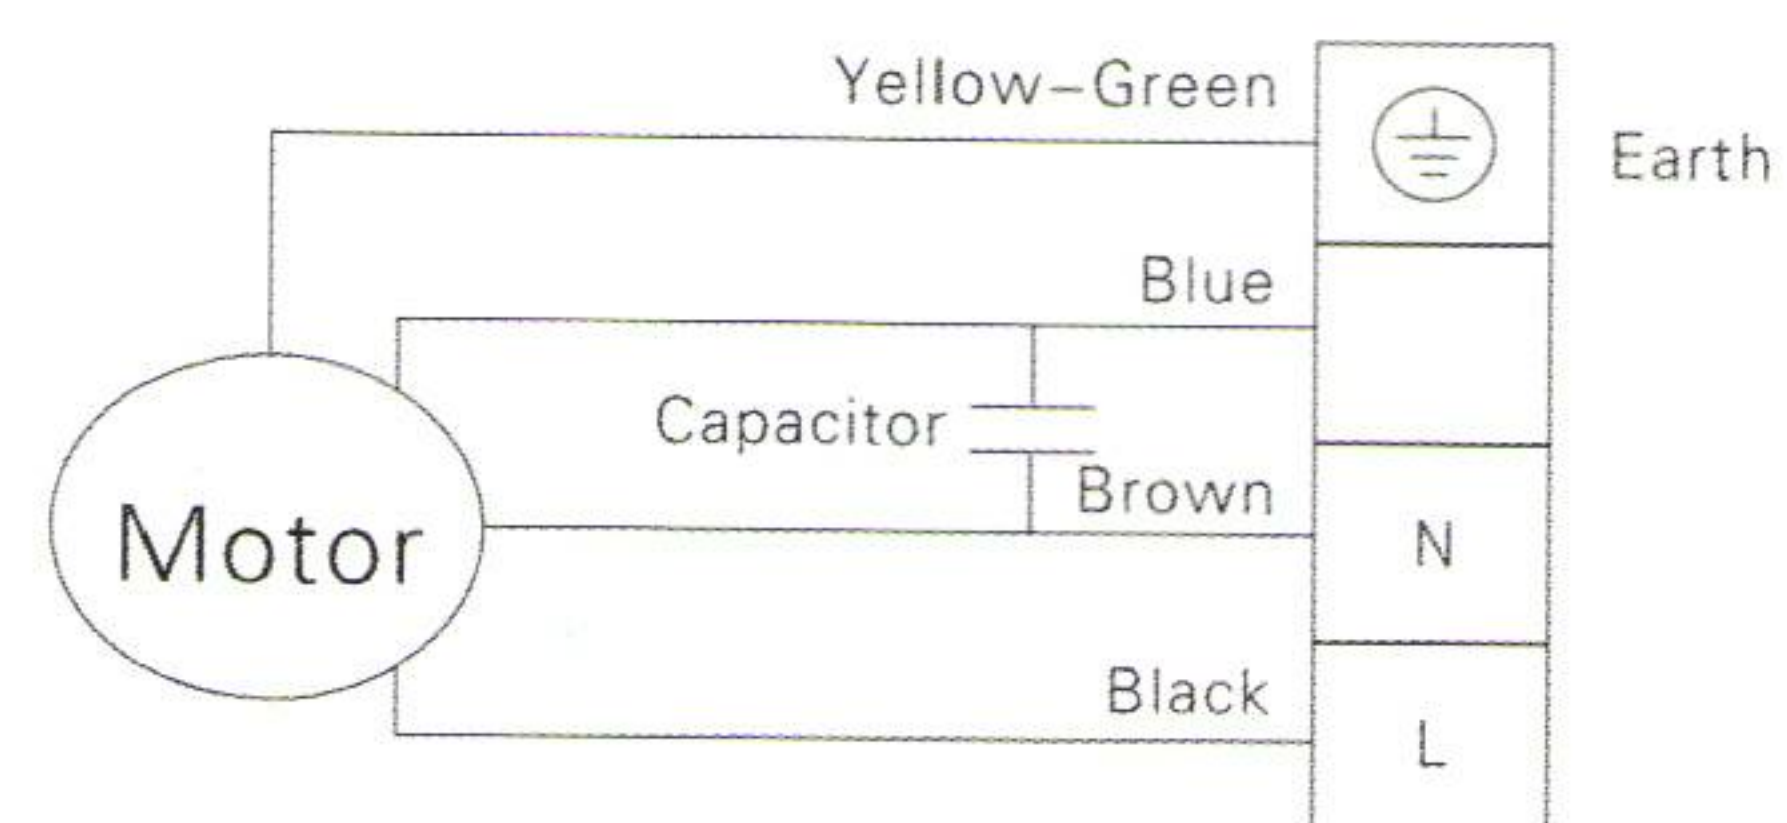 Yellow-Green
Earth
Blue
Capacitor
Brown
Motor
N
Black
L